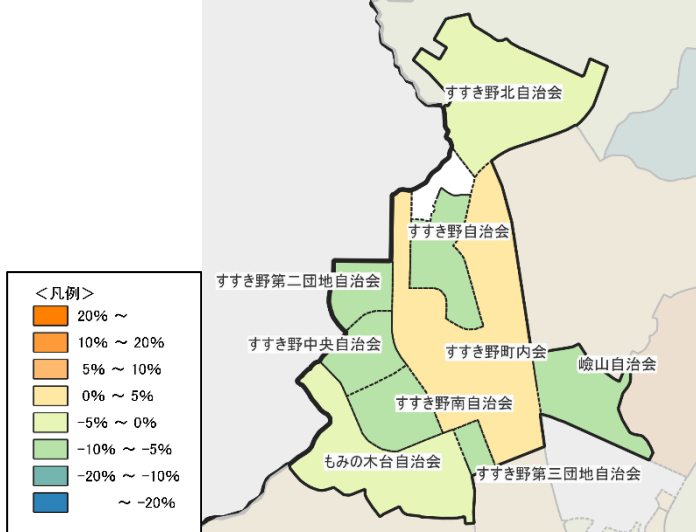 すすき野北自治会
すすき野自治会
すすき野第二団地自治会
すすき野中央自治会
すすき野町内会
嶮山自治会
すすき野南自治会
もみの木台自治会
すすき野第三団地自治会
＜凡例＞
20% ～
10% ～ 20%
5% ～ 10%
0% ～ 5%
-5% ～ 0%
-10% ～ -5%
-20% ～ -10%
～ -20%